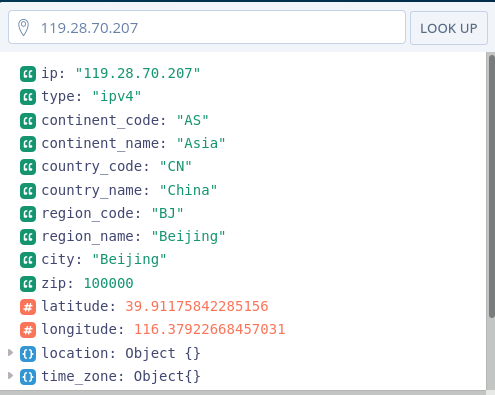 119.28.70.207 LOOK UP
ip: "119.28.70.207"
type: "ipv4"
continent_code: "AS"
continent_name: "Asia"
country_code: "CN"
country_name: "China"
region_code: "BJ"
region_name: "Beijing"
city: "Beijing"
zip: 100000
# latitude: 39.91175842285156
# longitude: 116.37922668457031
{} location: Object {}
{} time_zone: Object{}